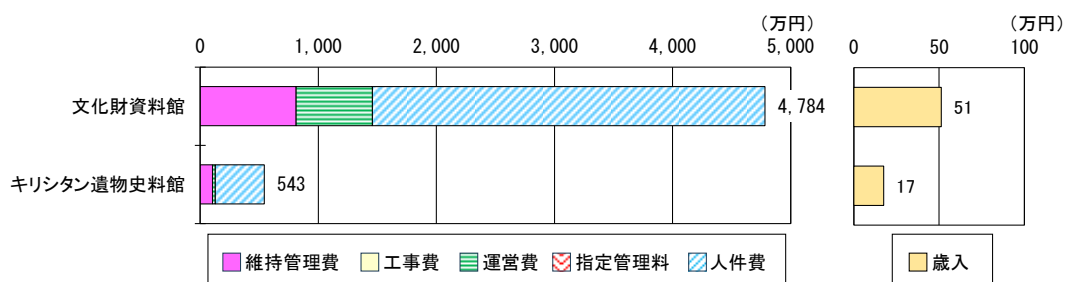 （万円）
（万円）
0 1,000 2,000 3,000 4,000 5,000
0 50 100
文化財資料館
4,784
51
キリシタン遺物史料館
543
17
維持管理費 工事費 運営費 指定管理料 人件費
歳入